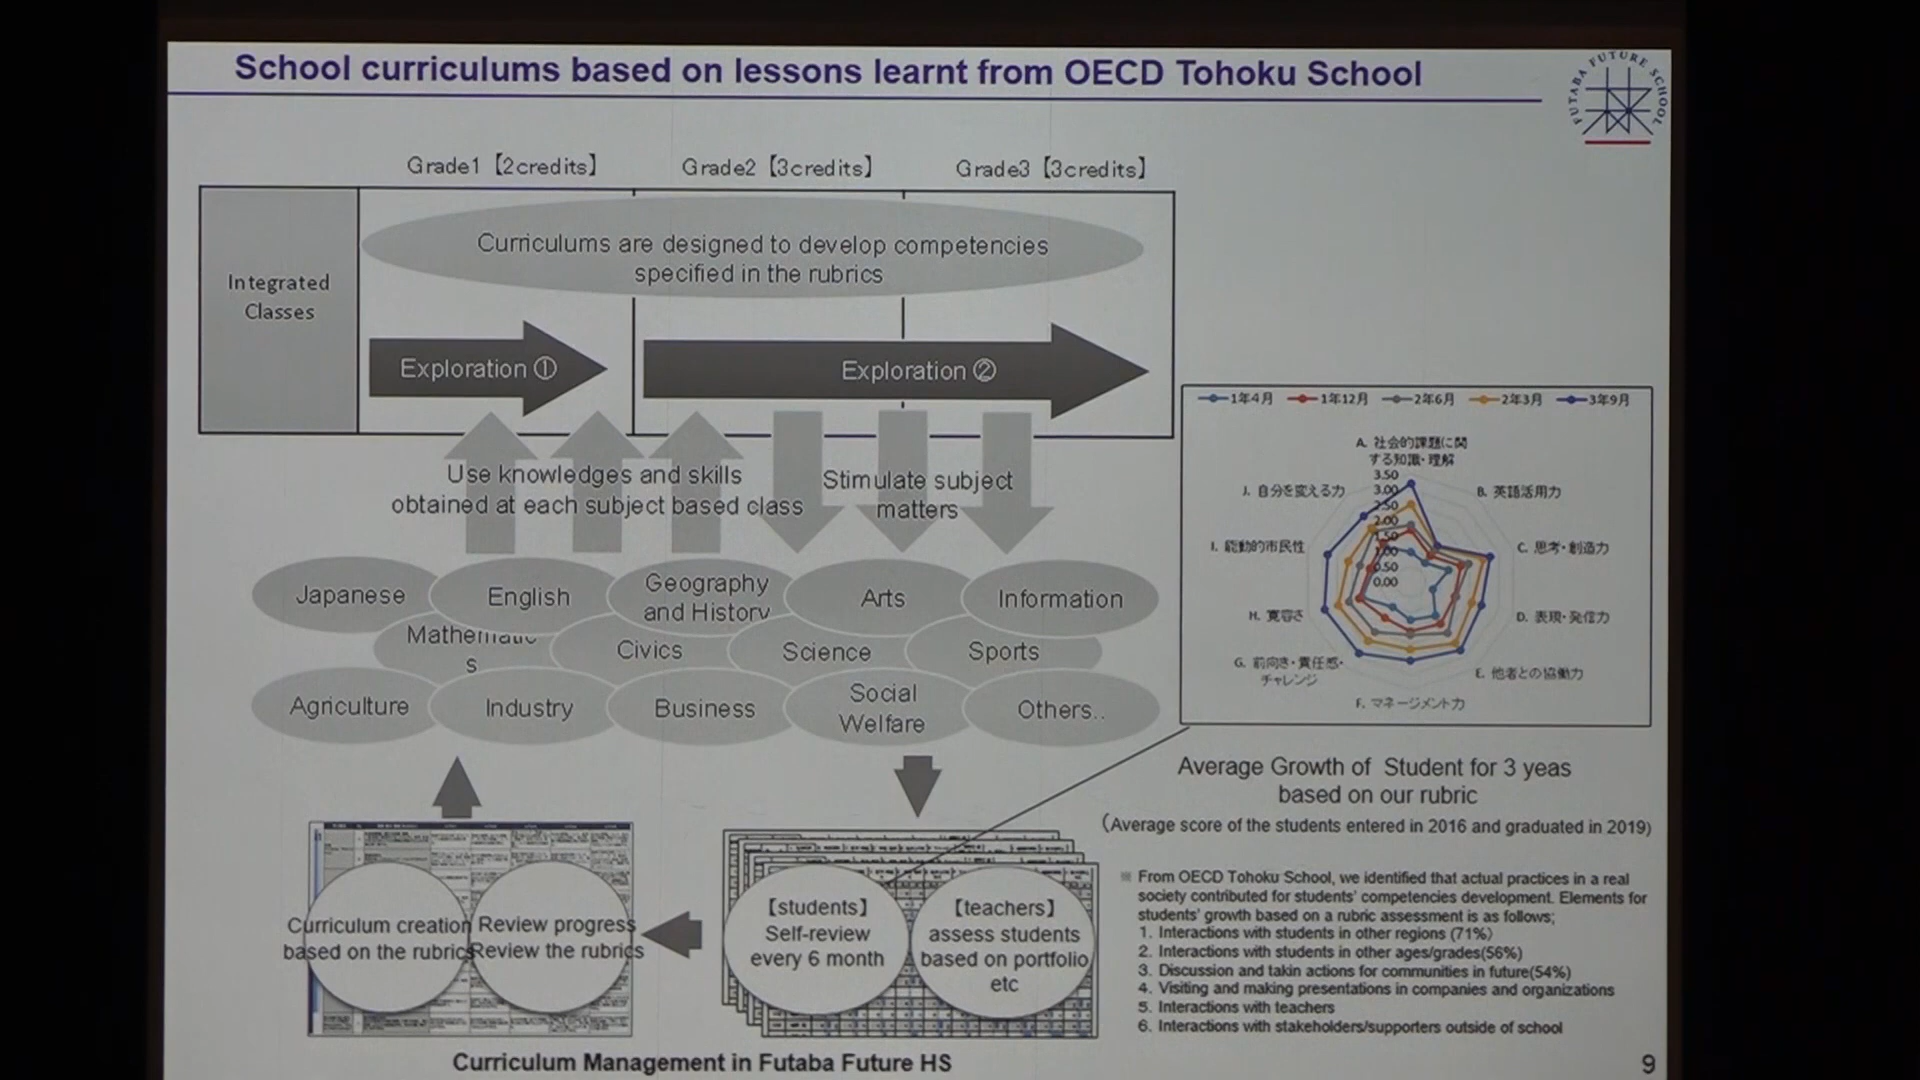 School curriculums based on lessons learnt from OECD Tohoku School
FUTABA FUTURE SCHOOL
Grade1【2credits】
Grade2【3credits】
Grade3【3credits】
Integrated
Classes
Curriculums are designed to develop competencies
specified in the rubrics
Exploration ①
Exploration ②
Use knowledges and skills
obtained at each subject based class
Stimulate subject
matters
Japanese
English
Geography
and History
Arts
Information
Mathematic
s
Civics
Science
Sports
Agriculture
Industry
Business
Social
Welfare
Others..
1年4月
1年12月
2年6月
2年3月
3年9月
A. 社会的課題に関
する知識・理解
3.50
3.00
2.50
2.00
1.50
1.00
0.50
0.00
B. 英語活用力
C. 思考・創造力
D. 表現・発信力
E. 他者との協働力
F. マネージメント力
G. 前向き・責任感・
チャレンジ
H. 寛容さ
I. 能動的市民性
J. 自分を変える力
Average Growth of Student for 3 yeas
based on our rubric
(Average score of the students entered in 2016 and graduated in 2019)
Curriculum creation
based on the rubrics
Review progress
Review the rubrics
【students】
Self-review
every 6 month
【teachers】
assess students
based on portfolio
etc
※ From OECD Tohoku School, we identified that actual practices in a real
society contributed for students' competencies development. Elements for
students' growth based on a rubric assessment is as follows;
1. Interactions with students in other regions (71%)
2. Interactions with students in other ages/grades(56%)
3. Discussion and takin actions for communities in future(54%)
4. Visiting and making presentations in companies and organizations
5. Interactions with teachers
6. Interactions with stakeholders/supporters outside of school
Curriculum Management in Futaba Future HS
9